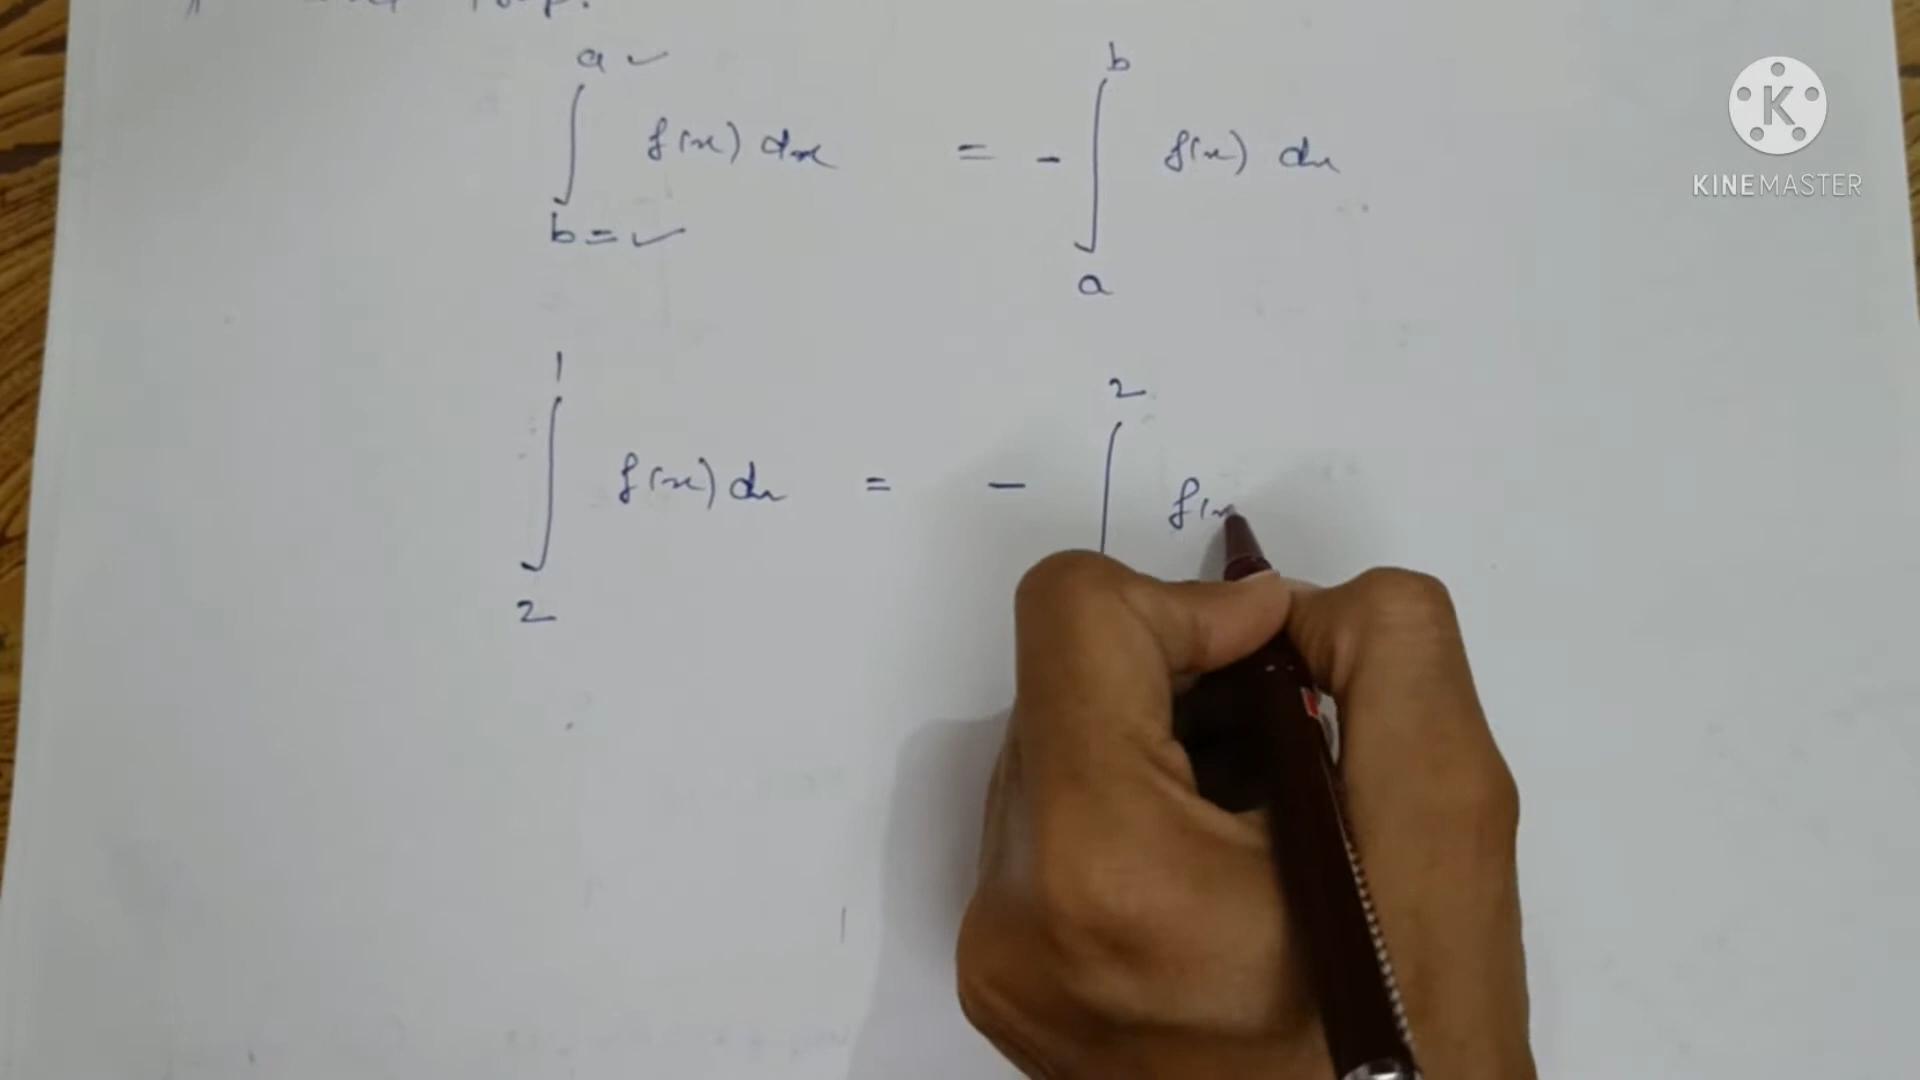 a
∫ f(x) dx = - ∫ f(x) dx
b =
b
a
1
∫ f(x) dx = - ∫ f(x
2
2
KINEMASTER